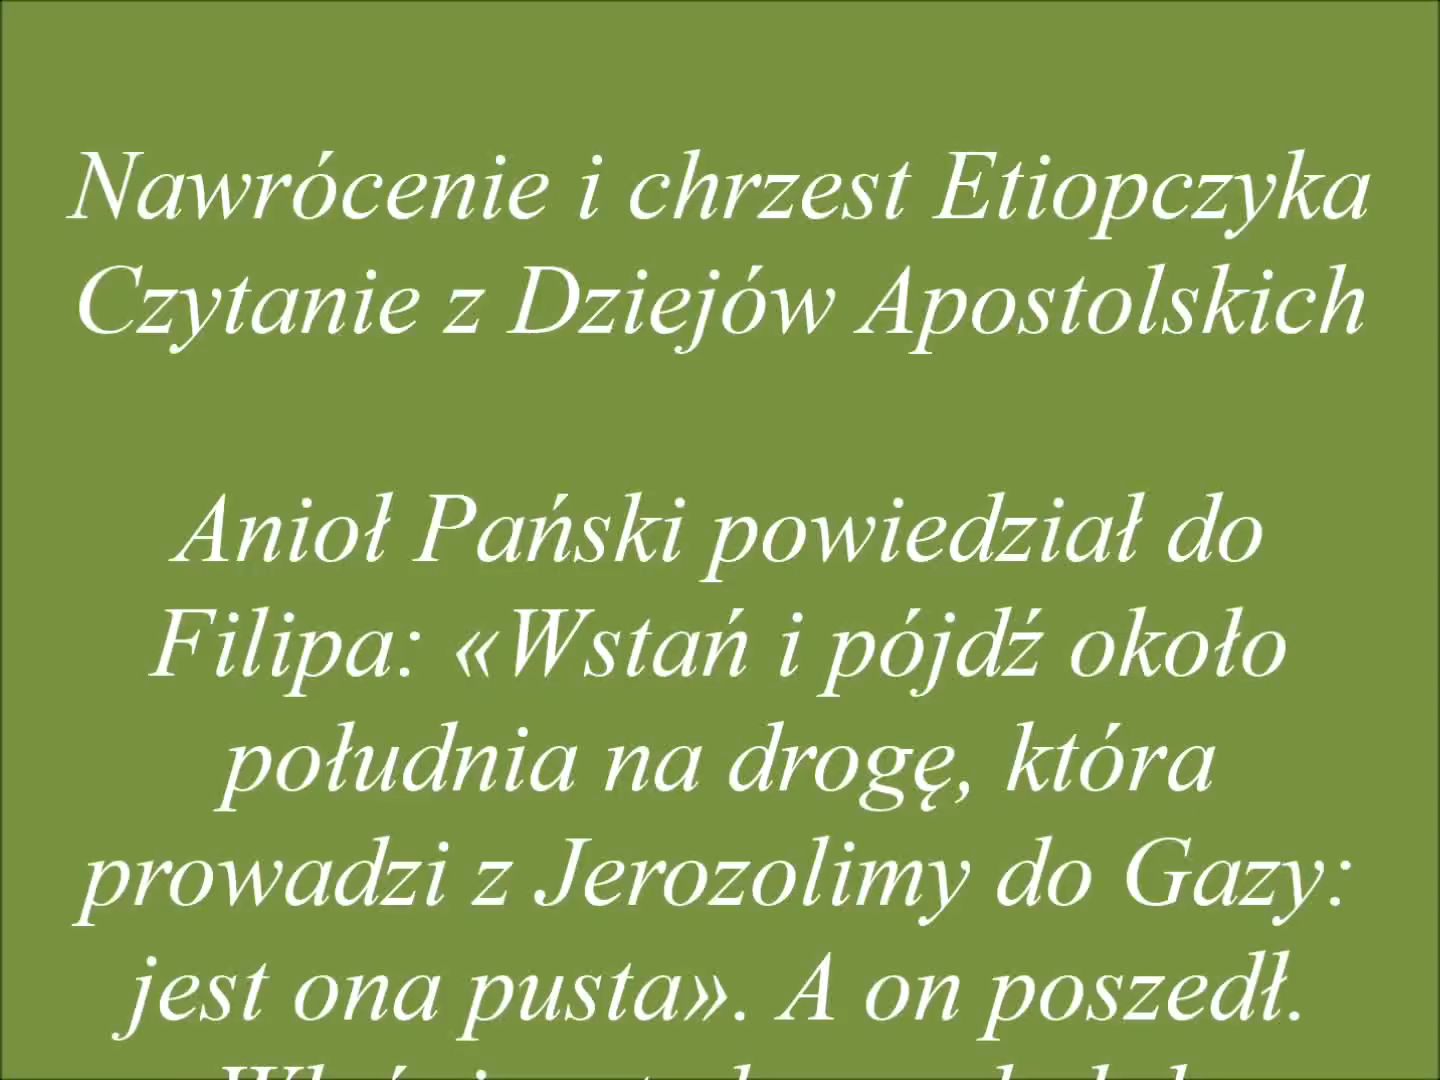 Nawrócenie i chrzest Etiopczyka
Czytanie z Dziejów Apostolskich
Anioł Pański powiedział do
Filipa: «Wstań i pójdź około
południa na drogę, która
prowadzi z Jerozolimy do Gazy:
jest ona pusta». A on poszedł.